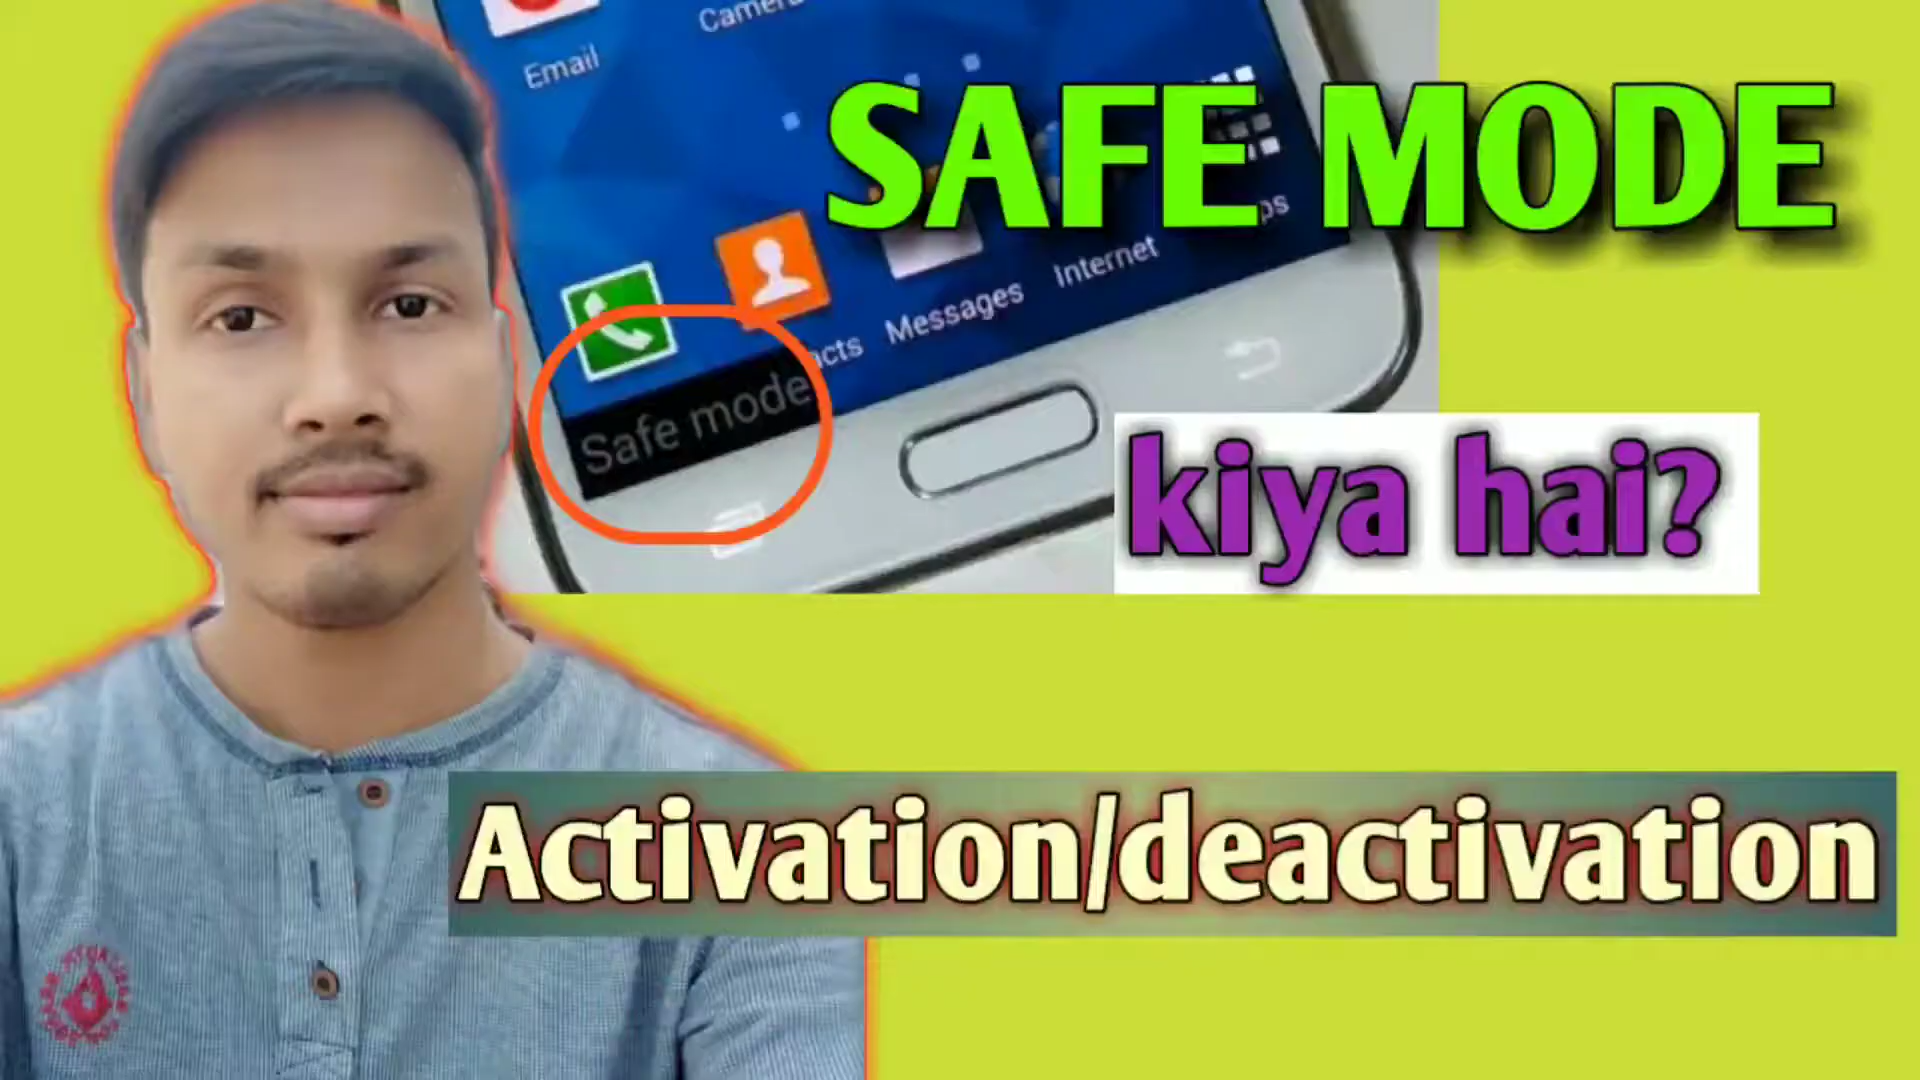 Email
Camera
SAFE MODE
Messages
Internet
Safe mode
kiya hai?
Activation/deactivation